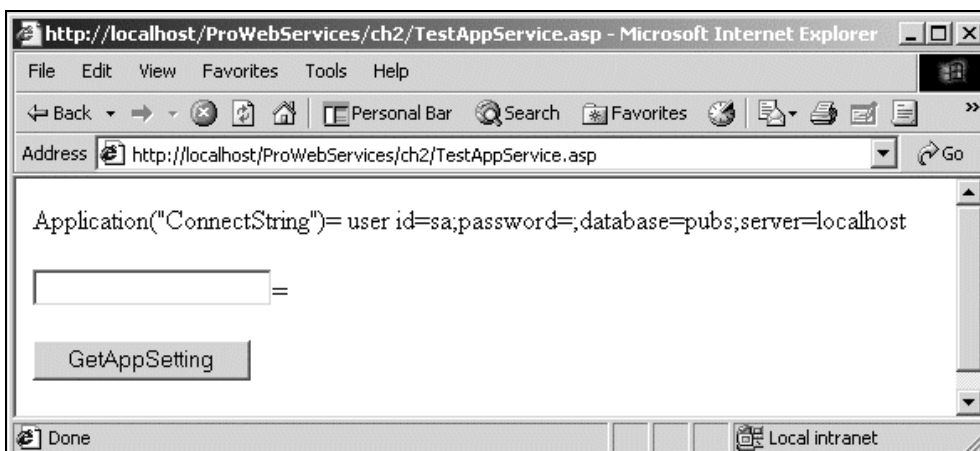 http://localhost/ProWebServices/ch2/TestAppService.asp - Microsoft Internet Explorer
File Edit View Favorites Tools Help
Back Personal Bar Search Favorites »
Address http://localhost/ProWebServices/ch2/TestAppService.asp Go
Application("ConnectString")= user id=sa;password=;database=pubs;server=localhost
=
GetAppSetting
Done Local intranet